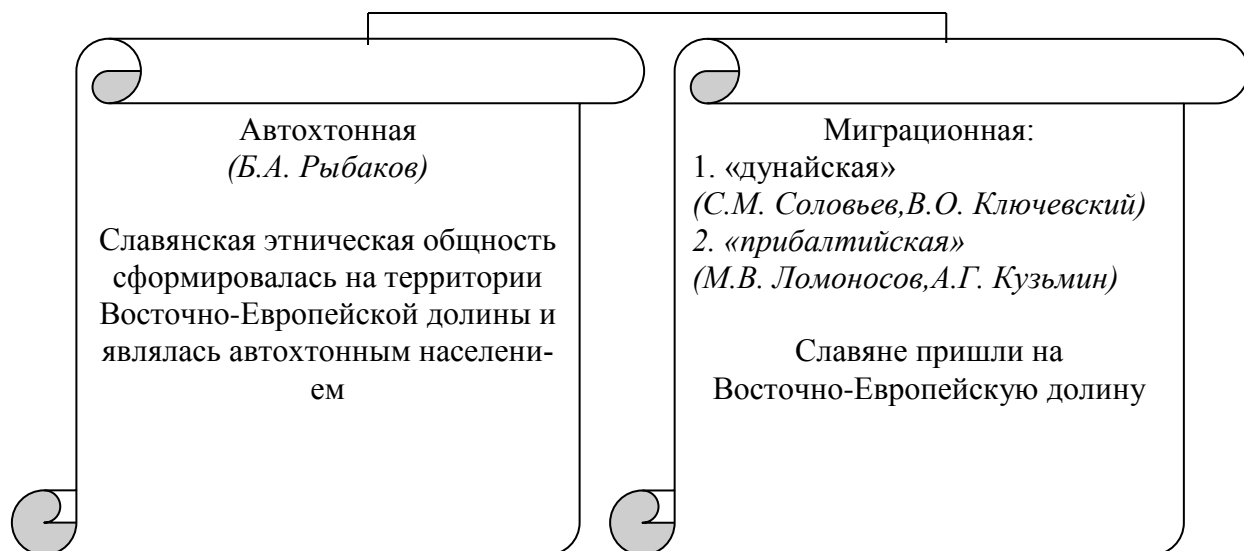 Автохтонная
(Б.А. Рыбаков)
Славянская этническая общность
сформировалась на территории
Восточно-Европейской долины и
являлась автохтонным населени-
ем
Миграционная:
1. «дунайская»
(С.М. Соловьев,В.О. Ключевский)
2. «прибалтийская»
(М.В. Ломоносов,А.Г. Кузьмин)
Славяне пришли на
Восточно-Европейскую долину